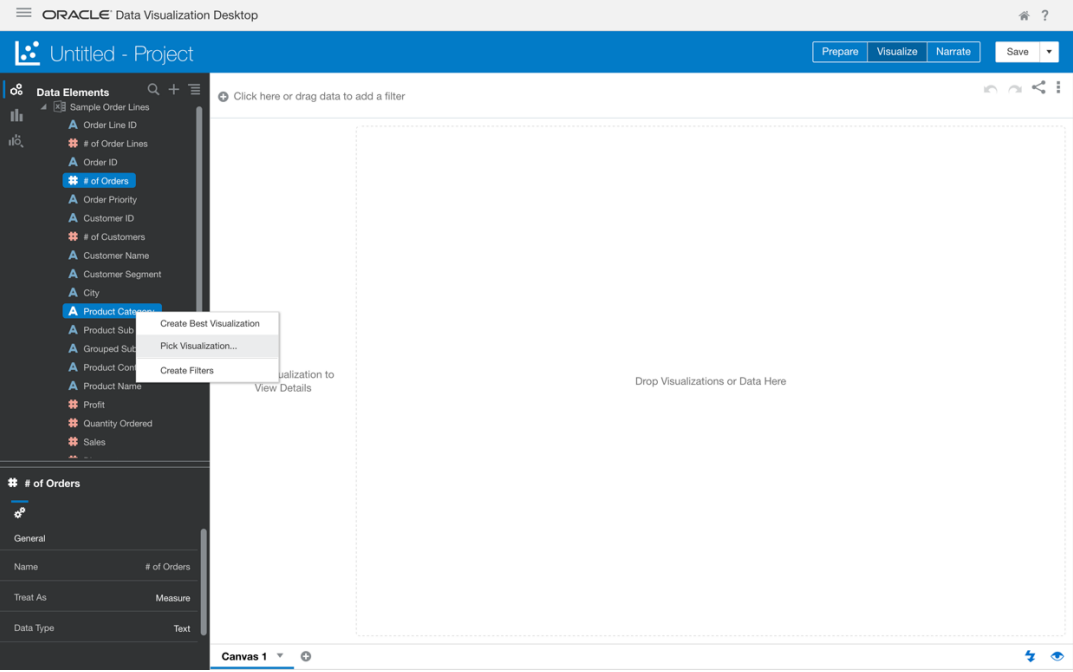 ORACLE Data Visualization Desktop
?
Untitled - Project
Prepare
Visualize
Narrate
Save
Data Elements
Click here or drag data to add a filter
Sample Order Lines
A Order Line ID
# # of Order Lines
A Order ID
# # of Orders
A Order Priority
A Customer ID
# # of Customers
A Customer Name
A Customer Segment
A City
A Product Category
Create Best Visualization
A Product Sub
Pick Visualization...
A Grouped Sub
A Product
Create Filters
A Product Name
to
View Details
Drop Visualizations or Data Here
# Profit
# Quantity Ordered
# Sales
# # of Orders
General
Name # of Orders
Treat As Measure
Data Type Text
Canvas 1